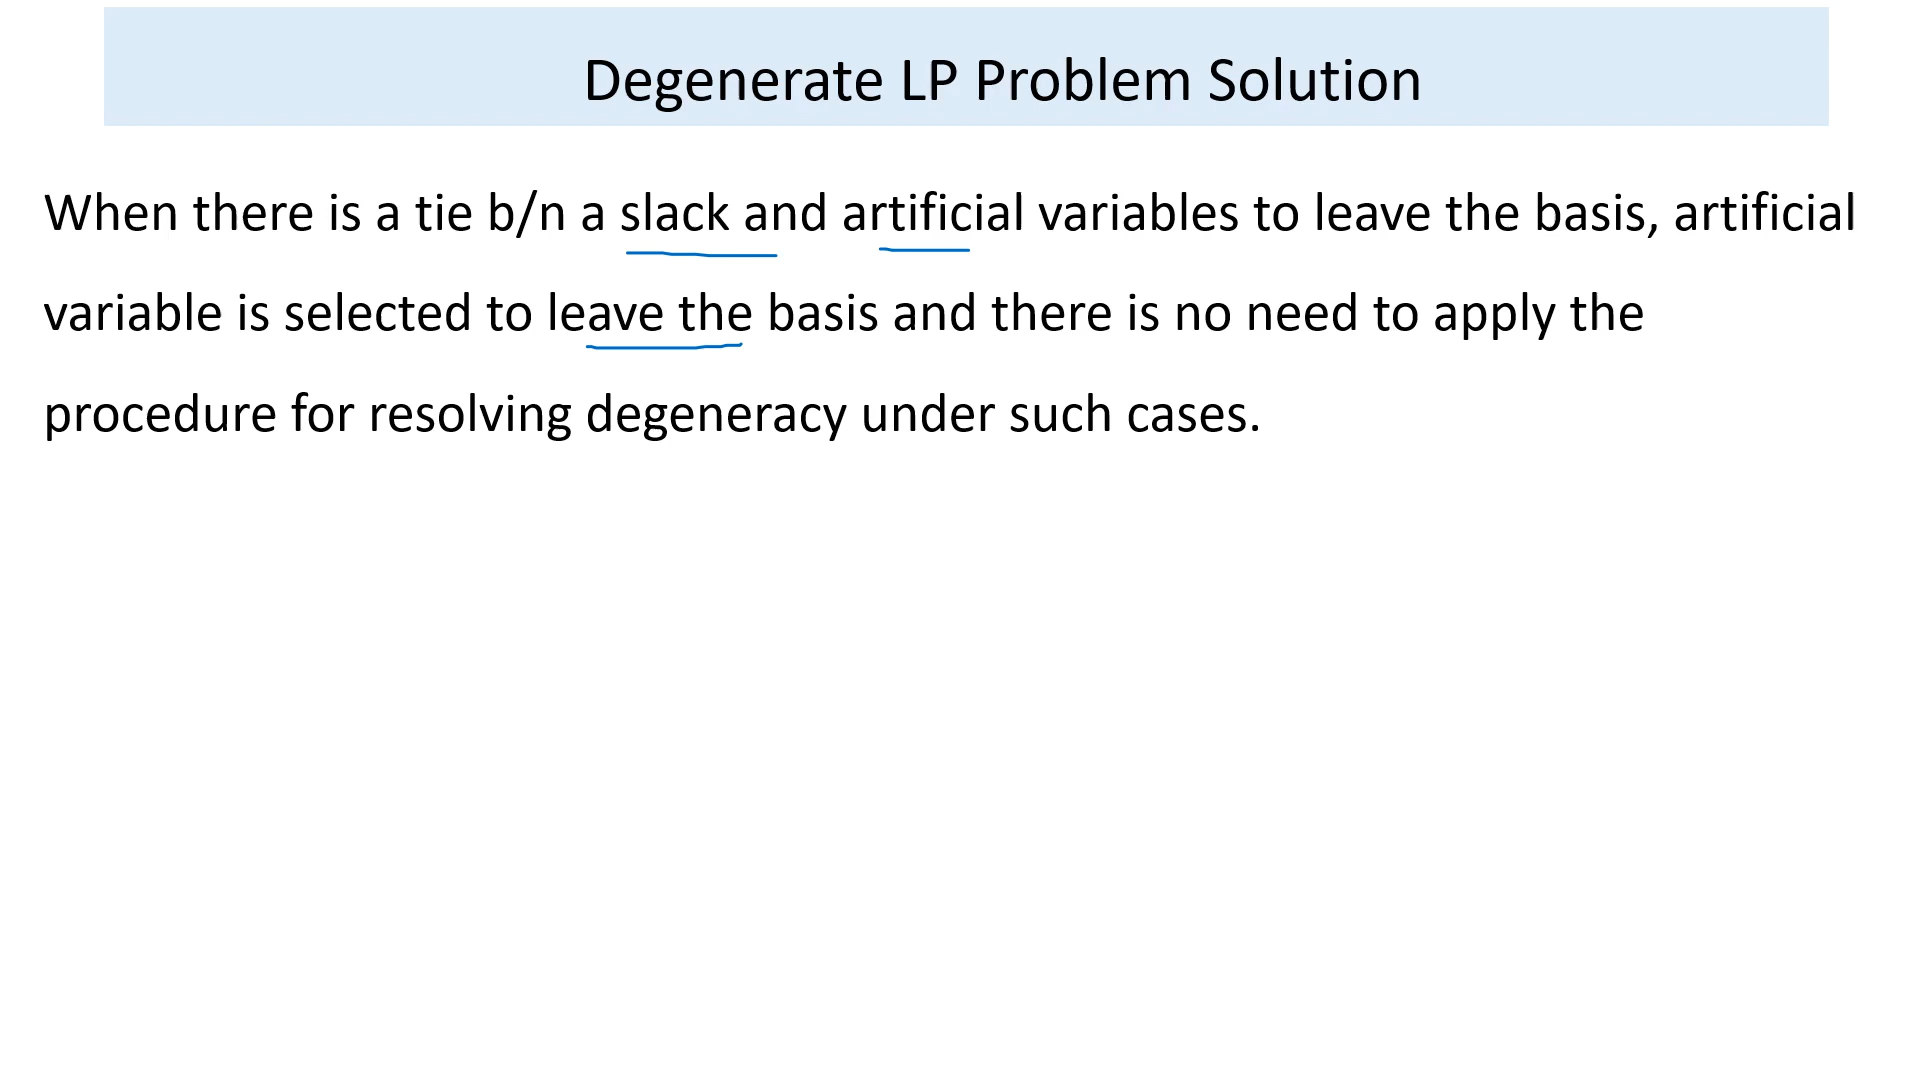 Degenerate LP Problem Solution
When there is a tie b/n a slack and artificial variables to leave the basis, artificial
variable is selected to leave the basis and there is no need to apply the
procedure for resolving degeneracy under such cases.